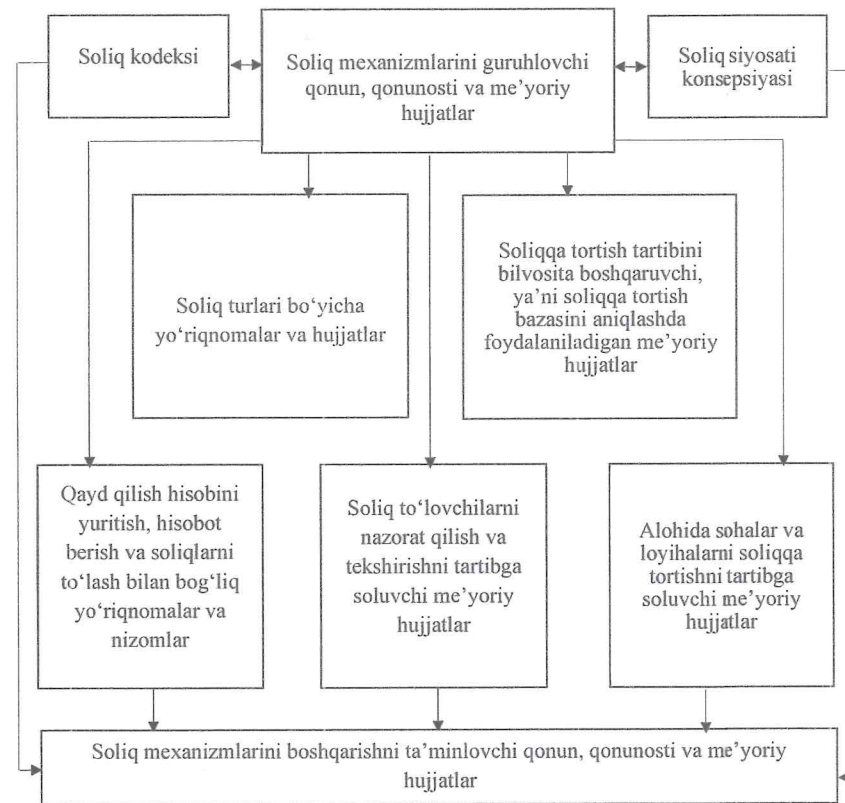 Soliq kodeksi
Soliq mexanizmlarini guruhlovchi
qonun, qonunosti va me’yoriy
hujjatlar
Soliq siyosati
konsepsiyasi
Soliq turlari bo‘yicha
yo‘riqnomalar va hujjatlar
Soliqqa tortish tartibini
bilvosita boshqaruvchi,
ya’ni soliqqa tortish
bazasini aniqlashda
foydalaniladigan me’yoriy
hujjatlar
Qayd qilish hisobini
yuritish, hisobot
berish va soliqlarni
to‘lash bilan bog‘liq
yo‘riqnomalar va
nizomlar
Soliq to‘lovchilarni
nazorat qilish va
tekshirishni tartibga
soluvchi me’yoriy
hujjatlar
Alohida sohalar va
loyihalarni soliqqa
tortishni tartibga
soluvchi me’yoriy
hujjatlar
Soliq mexanizmlarini boshqarishni ta’minlovchi qonun, qonunosti va me’yoriy
hujjatlar